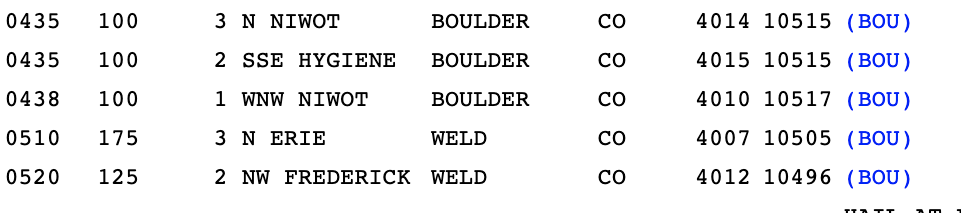 0435 100 3 N NIWOT BOULDER CO 4014 10515 (BOU)
0435 100 2 SSE HYGIENE BOULDER CO 4015 10515 (BOU)
0438 100 1 WNW NIWOT BOULDER CO 4010 10517 (BOU)
0510 175 3 N ERIE WELD CO 4007 10505 (BOU)
0520 125 2 NW FREDERICK WELD CO 4012 10496 (BOU)